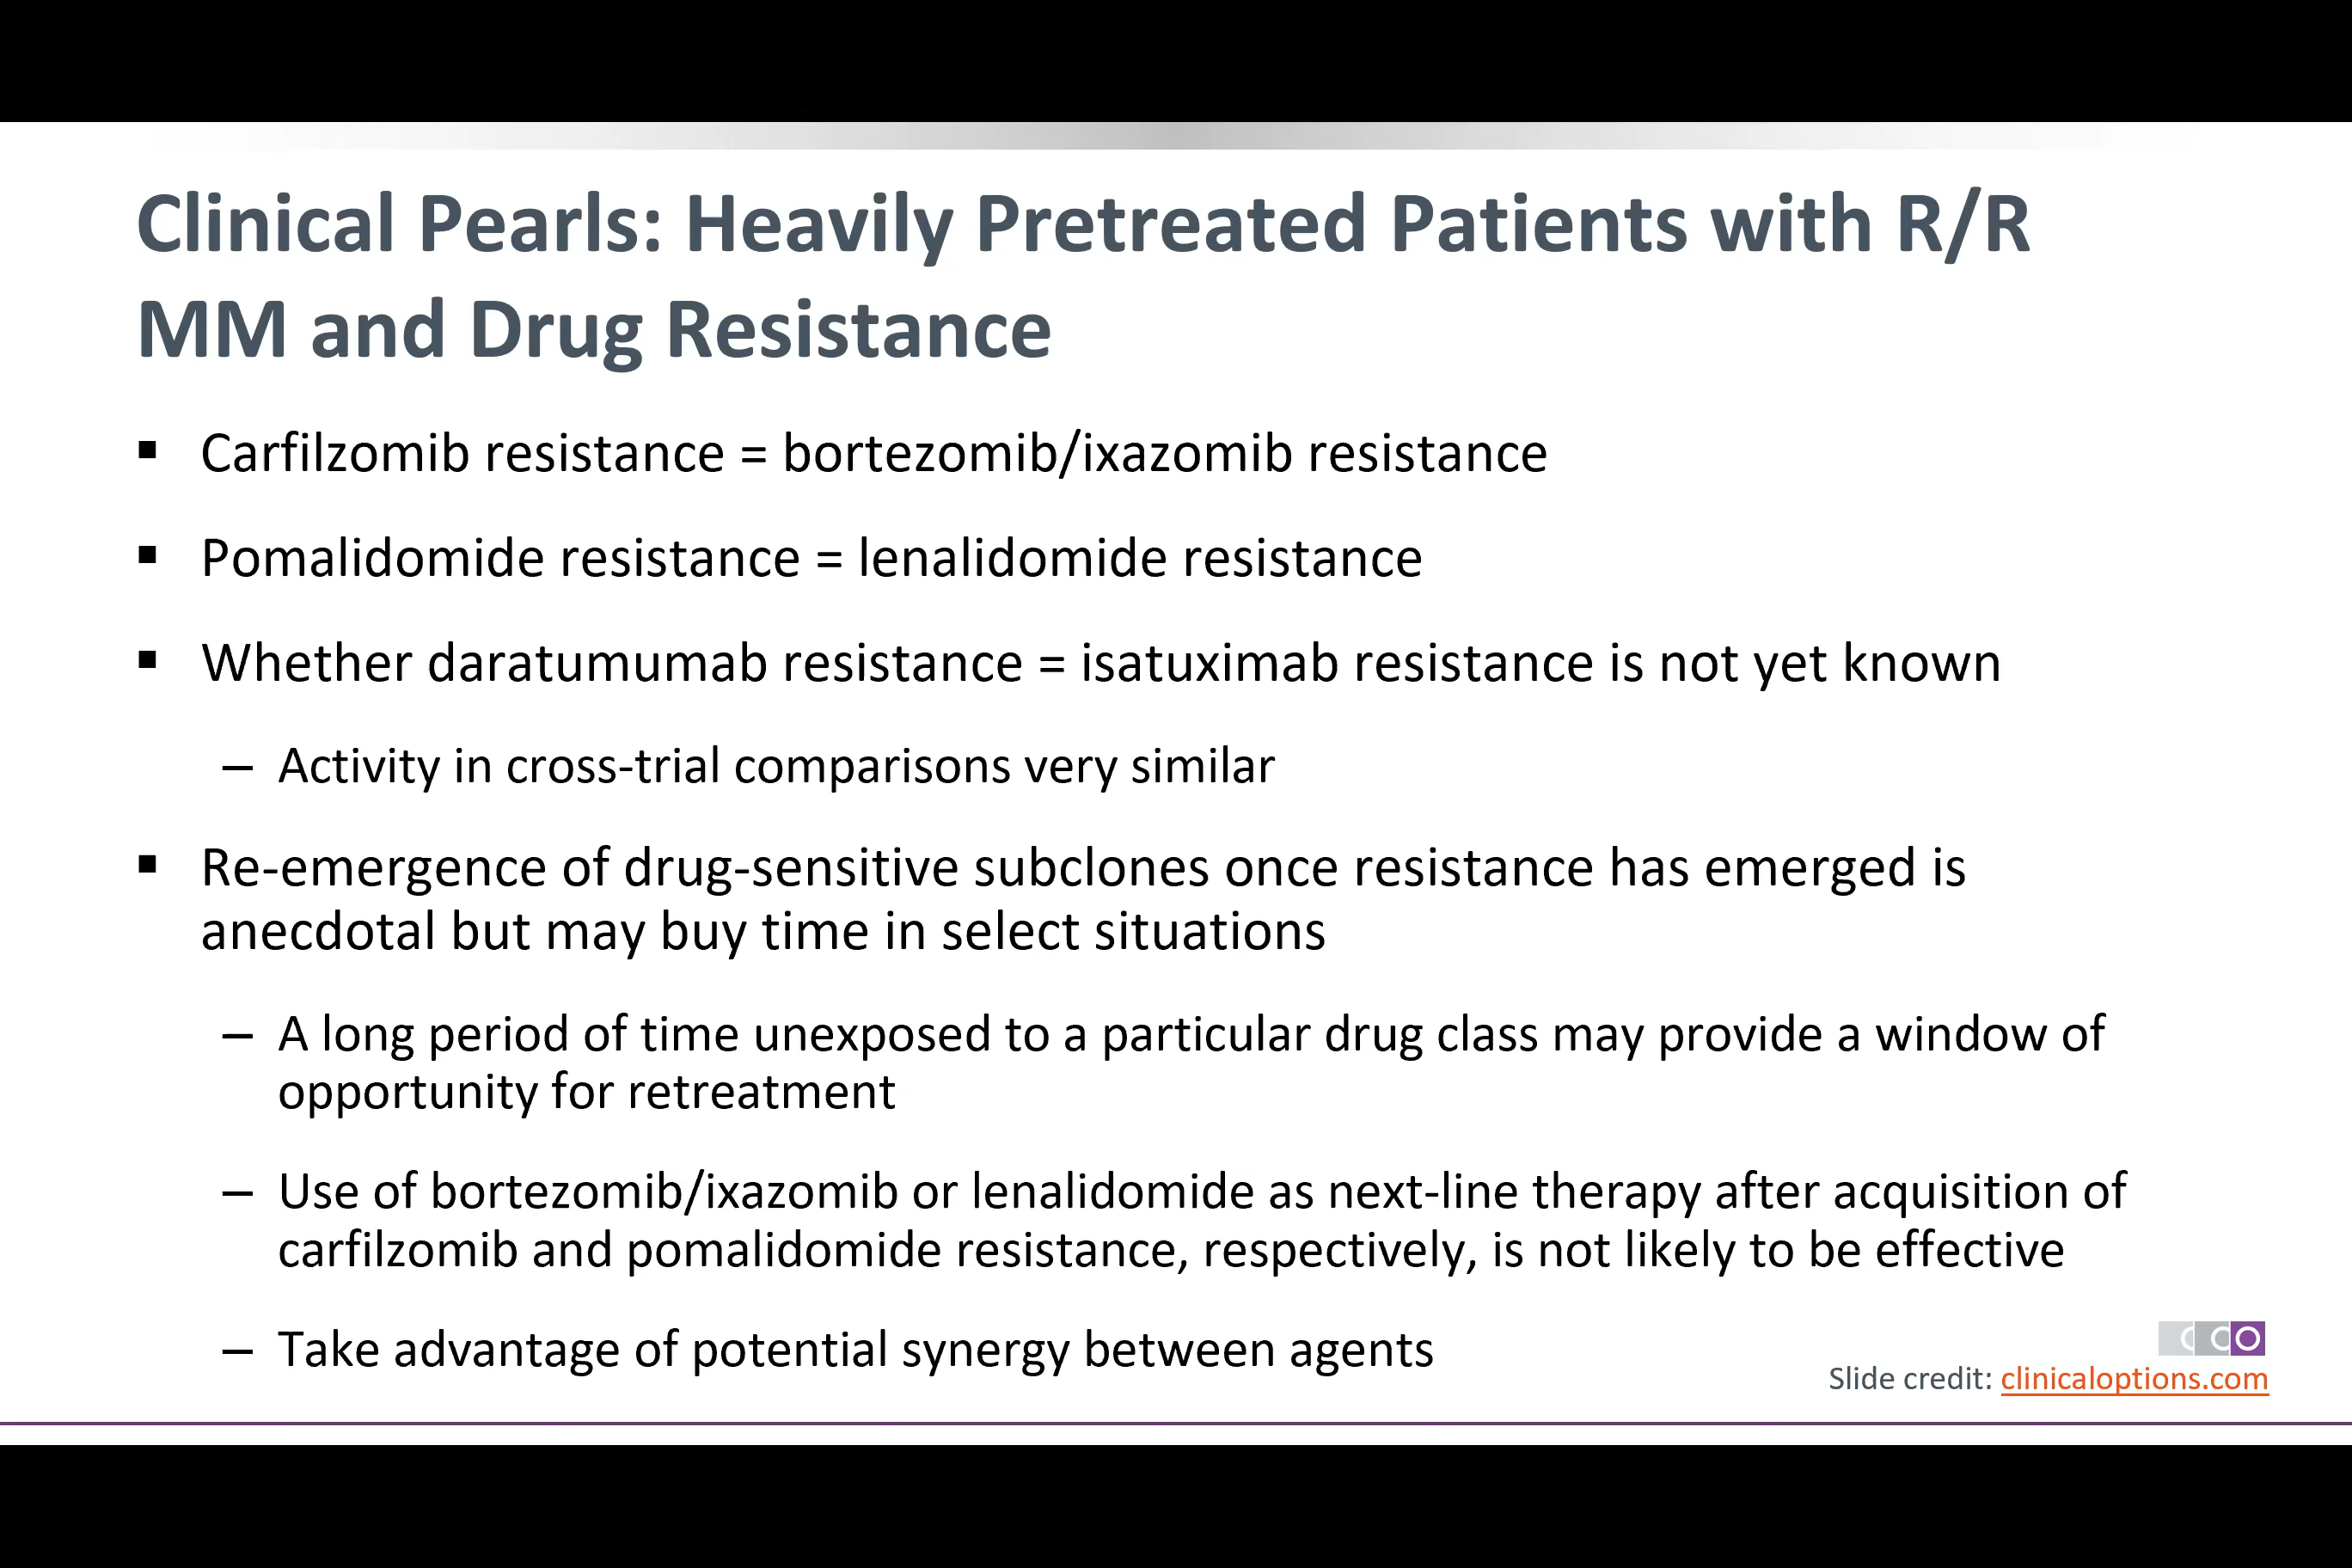 Clinical Pearls: Heavily Pretreated Patients with R/R
MM and Drug Resistance
▪ Carfilzomib resistance = bortezomib/ixazomib resistance
▪ Pomalidomide resistance = lenalidomide resistance
▪ Whether daratumumab resistance = isatuximab resistance is not yet known
– Activity in cross-trial comparisons very similar
▪ Re-emergence of drug-sensitive subclones once resistance has emerged is
anecdotal but may buy time in select situations
– A long period of time unexposed to a particular drug class may provide a window of
opportunity for retreatment
– Use of bortezomib/ixazomib or lenalidomide as next-line therapy after acquisition of
carfilzomib and pomalidomide resistance, respectively, is not likely to be effective
– Take advantage of potential synergy between agents
CCO
Slide credit: clinicaloptions.com